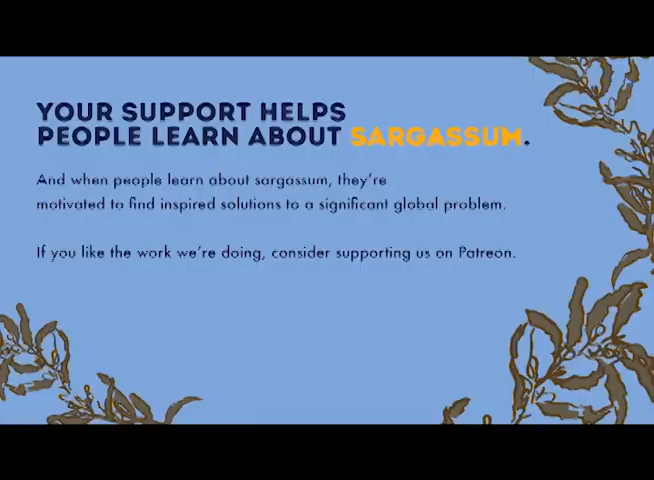 YOUR SUPPORT HELPS
PEOPLE LEARN ABOUT SARGASSUM.
And when people learn about sargassum, they're
motivated to find inspired solutions to a significant global problem.
If you like the work we're doing, consider supporting us on Patreon.